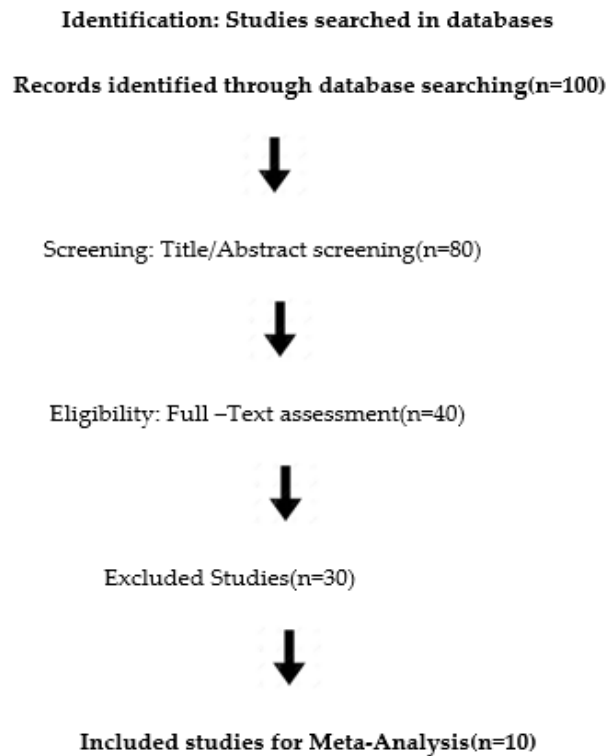 Identification: Studies searched in databases
Records identified through database searching(n=100)
Screening: Title/Abstract screening(n=80)
Eligibility: Full –Text assessment(n=40)
Excluded Studies(n=30)
Included studies for Meta-Analysis(n=10)